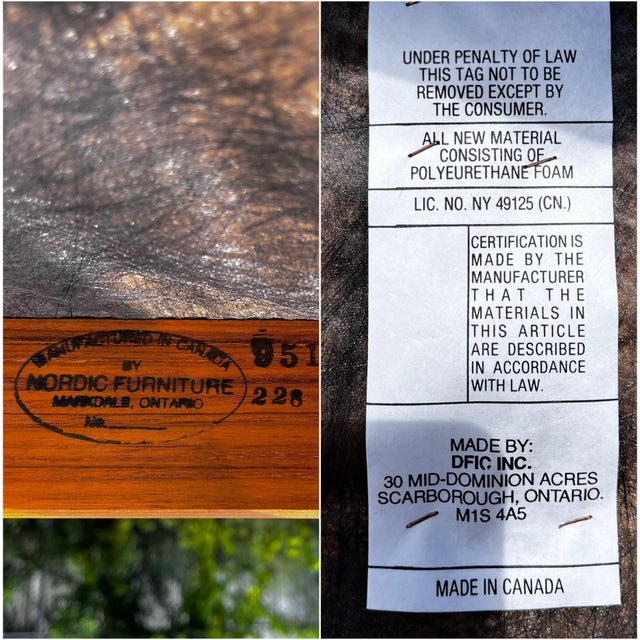 MANUFACTURED IN CANADA
BY
NORDIC FURNITURE
MARKDALE, ONTARIO
No.
951
228
UNDER PENALTY OF LAW
THIS TAG NOT TO BE
REMOVED EXCEPT BY
THE CONSUMER.
ALL NEW MATERIAL
CONSISTING OF
POLYEURETHANE FOAM
LIC. NO. NY 49125 (CN.)
CERTIFICATION IS
MADE BY THE
MANUFACTURER
THAT THE
MATERIALS IN
THIS ARTICLE
ARE DESCRIBED
IN ACCORDANCE
WITH LAW.
MADE BY:
DFIC INC.
30 MID-DOMINION ACRES
SCARBOROUGH, ONTARIO.
M1S 4A5
MADE IN CANADA